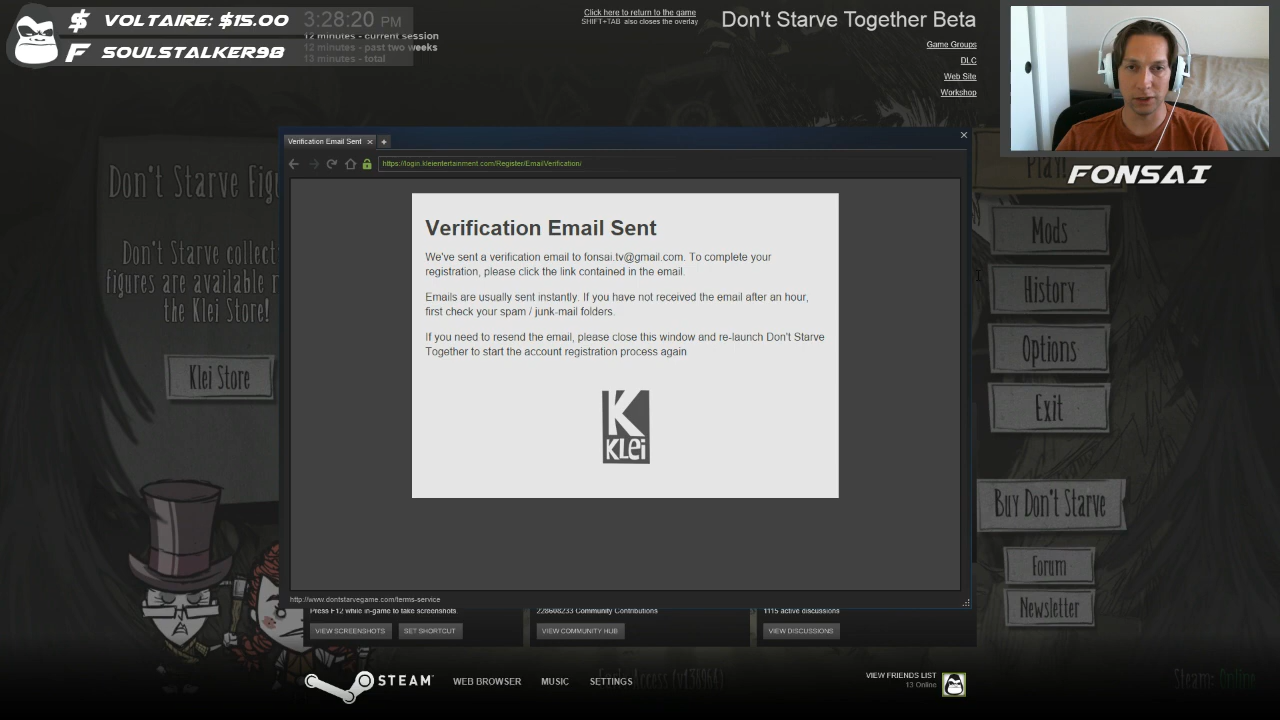 $ VOLTAIRE: $15.00
F SOULSTALKER98
3:28:20 PM
12 minutes - current session
12 minutes - past two weeks
13 minutes - total
Click here to return to the game
SHIFT+TAB also closes the overlay
Don't Starve Together Beta
Game Groups
DLC
Web Site
Workshop
FONSAI
Verification Email Sent
https://login.kleientertainment.com/Register/EmailVerification/
Verification Email Sent
We've sent a verification email to fonsai.tv@gmail.com. To complete your
registration, please click the link contained in the email.
Emails are usually sent instantly. If you have not received the email after an hour,
first check your spam / junk-mail folders.
If you need to resend the email, please close this window and re-launch Don't Starve
Together to start the account registration process again
K
KLei
http://www.dontstarvegame.com/terms-service
Don't Starve Fig
Don't Starve collect
figures are available
the Klei Store!
Klei Store
Play!
Mods
History
Options
Exit
Buy Don't Starve
Forum
Newsletter
Press F12 while in-game to take screenshots
VIEW SCREENSHOTS
SET SHORTCUT
228608233 Community Contributions
VIEW COMMUNITY HUB
1115 active discussions
VIEW DISCUSSIONS
STEAM
WEB BROWSER
MUSIC
SETTINGS
VIEW FRIENDS LIST
13 Online
Steam: Online